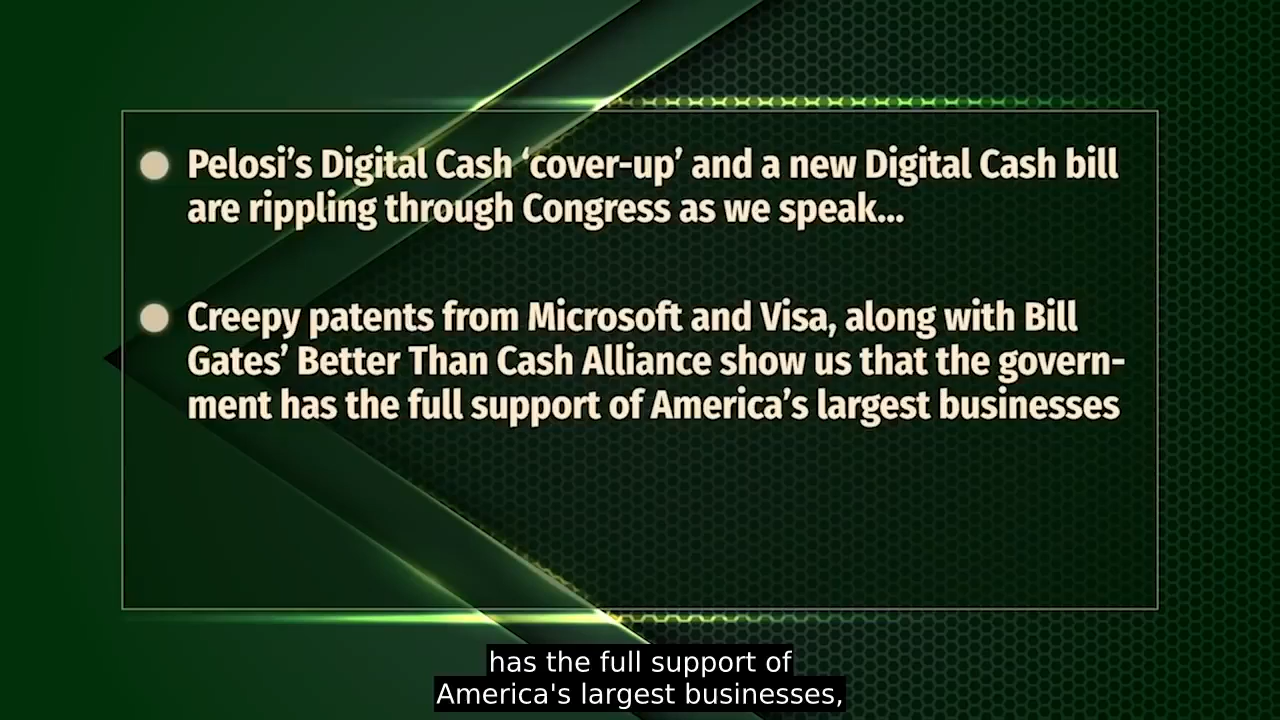 Pelosi’s Digital Cash ‘cover-up’ and a new Digital Cash bill
are rippling through Congress as we speak...
Creepy patents from Microsoft and Visa, along with Bill
Gates’ Better Than Cash Alliance show us that the govern-
ment has the full support of America’s largest businesses
has the full support of
America's largest businesses,